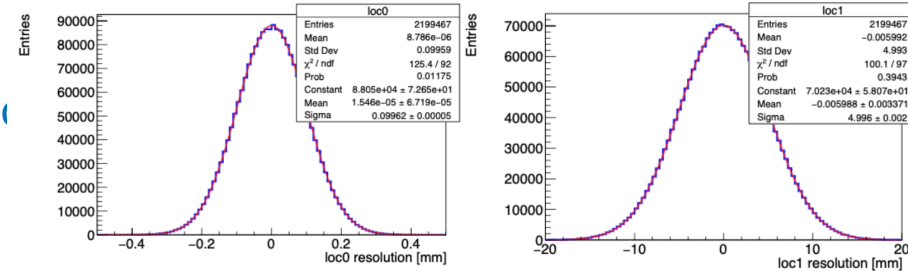 loc0
Entries 2199467
Mean 8.786e-06
Std Dev 0.09959
χ² / ndf 125.4 / 92
Prob 0.01175
Constant 8.805e+04 ± 7.265e+01
Mean 1.546e-05 ± 6.719e-05
Sigma 0.09962 ± 0.00005
Entries
90000
80000
70000
60000
50000
40000
30000
20000
10000
0
−0.4 −0.2 0 0.2 0.4
loc0 resolution [mm]
loc1
Entries 2199467
Mean −0.005992
Std Dev 4.993
χ² / ndf 100.1 / 97
Prob 0.3943
Constant 7.023e+04 ± 5.807e+01
Mean −0.005988 ± 0.003371
Sigma 4.996 ± 0.002
Entries
70000
60000
50000
40000
30000
20000
10000
0
−20 −10 0 10 20
loc1 resolution [mm]